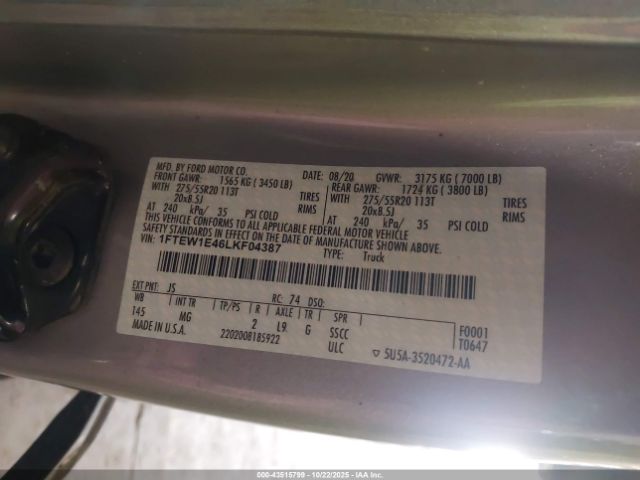 MFD. BY FORD MOTOR CO. 08/20 GVWR: 3175 KG ( 7000 LB)
FRONT GAWR: 1565 KG ( 3450 LB) REAR GAWR: 1724 KG ( 3800 LB)
WITH 275/55R20 113T TIRES WITH 275/55R20 113T TIRES
20x8.5J 20x8.5J
AT 240 kPa/ 35 PSI COLD AT 240 kPa/ 35 PSI COLD
THIS VEHICLE CONFORMS TO ALL APPLICABLE FEDERAL MOTOR VEHICLE
SAFETY STANDARDS IN EFFECT ON THE DATE OF MANUFACTURE SHOWN ABOVE.
VIN: 1FTEW1E46LKF04387 TYPE: Truck
EXT PNT: JS RC: 74 DSO: F0001
WB INT TR TP/PS R AXLE TR SPR T0647
145 MG 2 L9 G SSCC
MADE IN U.S.A. 2202008185922 ULC 5U5A-3520472-AA
000-43515799 - 10/22/2025 - IAA Inc.